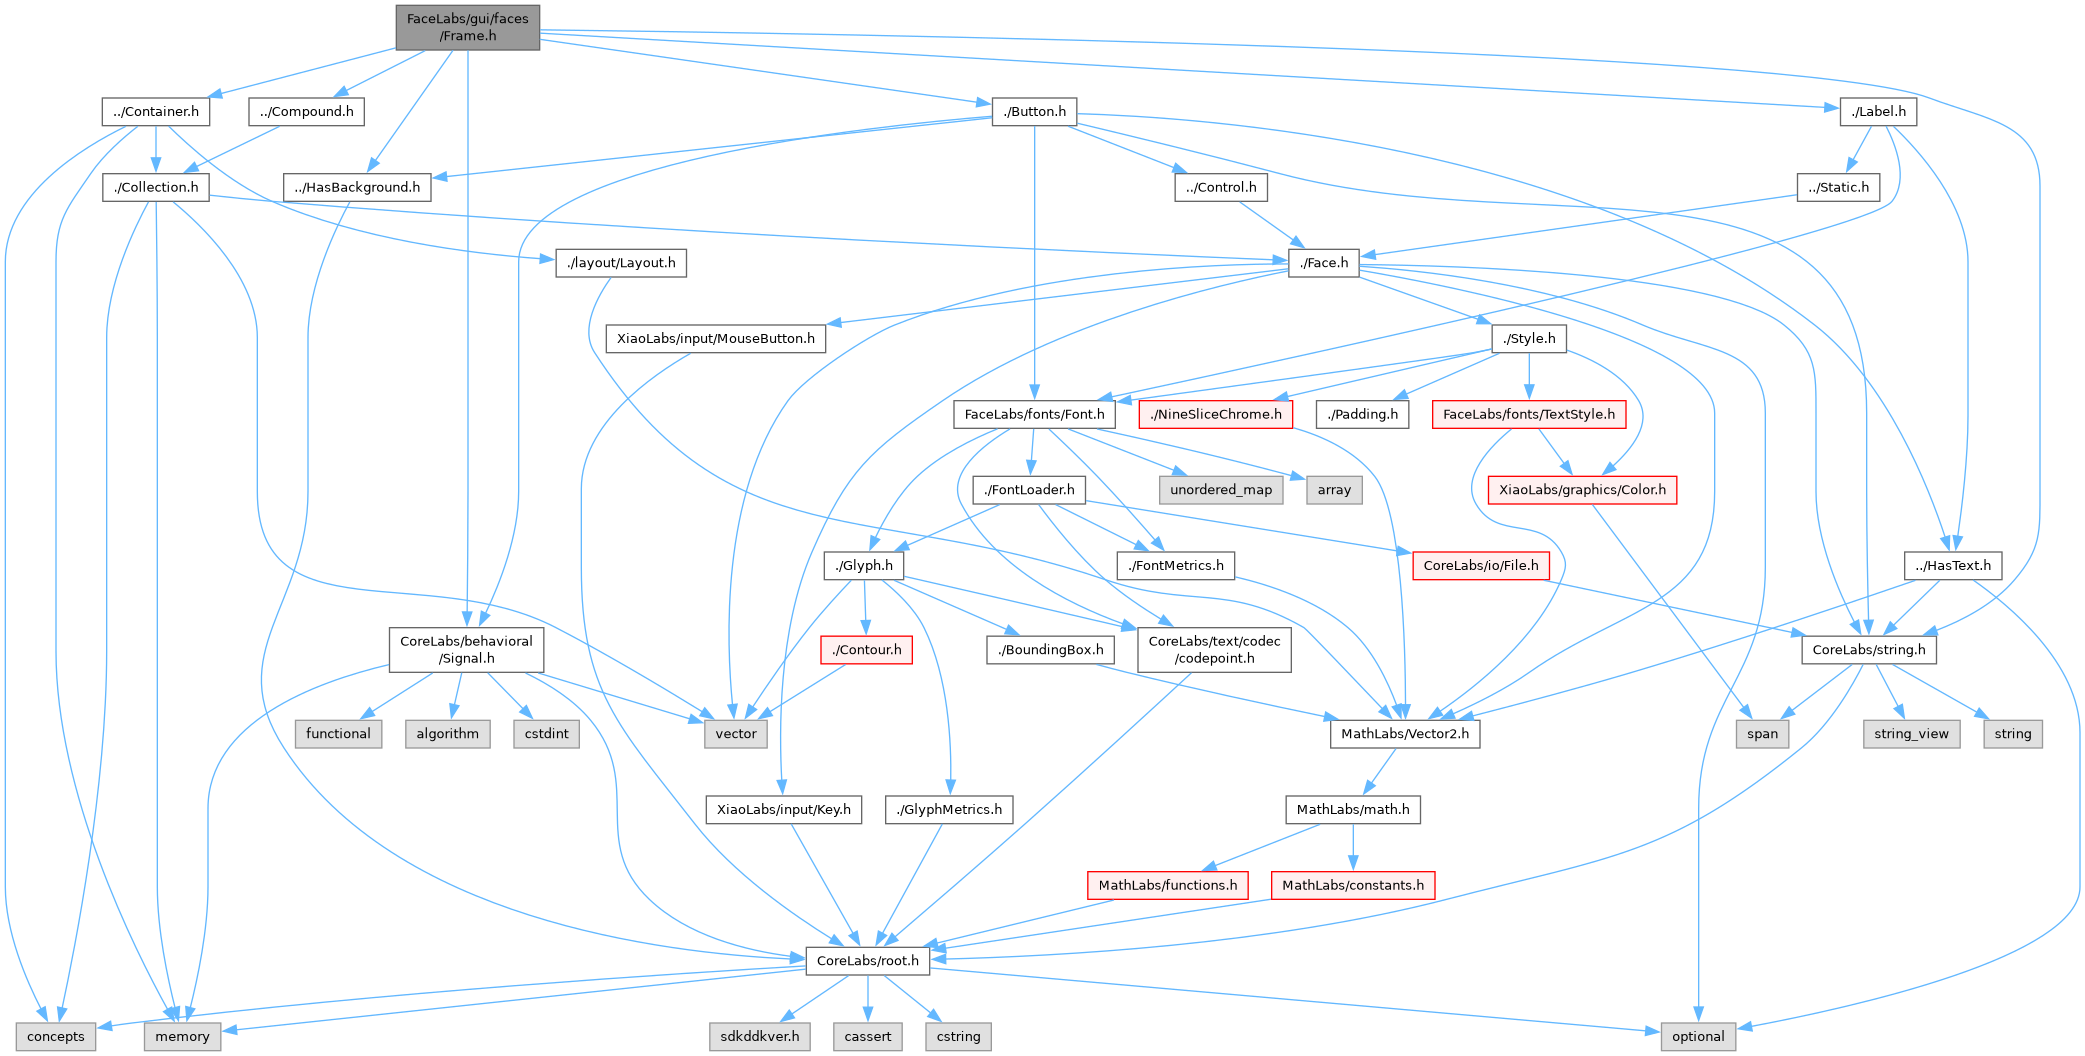 FaceLabs/gui/faces
/Frame.h
../Container.h
../Compound.h
./Button.h
./Label.h
./Collection.h
../HasBackground.h
../Control.h
../Static.h
./layout/Layout.h
./Face.h
XiaoLabs/input/MouseButton.h
./Style.h
FaceLabs/fonts/Font.h
./NineSliceChrome.h
./Padding.h
FaceLabs/fonts/TextStyle.h
./FontLoader.h
unordered_map
array
XiaoLabs/graphics/Color.h
./Glyph.h
./FontMetrics.h
CoreLabs/io/File.h
../HasText.h
CoreLabs/behavioral
/Signal.h
./Contour.h
./BoundingBox.h
CoreLabs/text/codec
/codepoint.h
CoreLabs/string.h
functional
algorithm
cstdint
vector
MathLabs/Vector2.h
span
string_view
string
XiaoLabs/input/Key.h
./GlyphMetrics.h
MathLabs/math.h
MathLabs/functions.h
MathLabs/constants.h
CoreLabs/root.h
concepts
memory
sdkddkver.h
cassert
cstring
optional